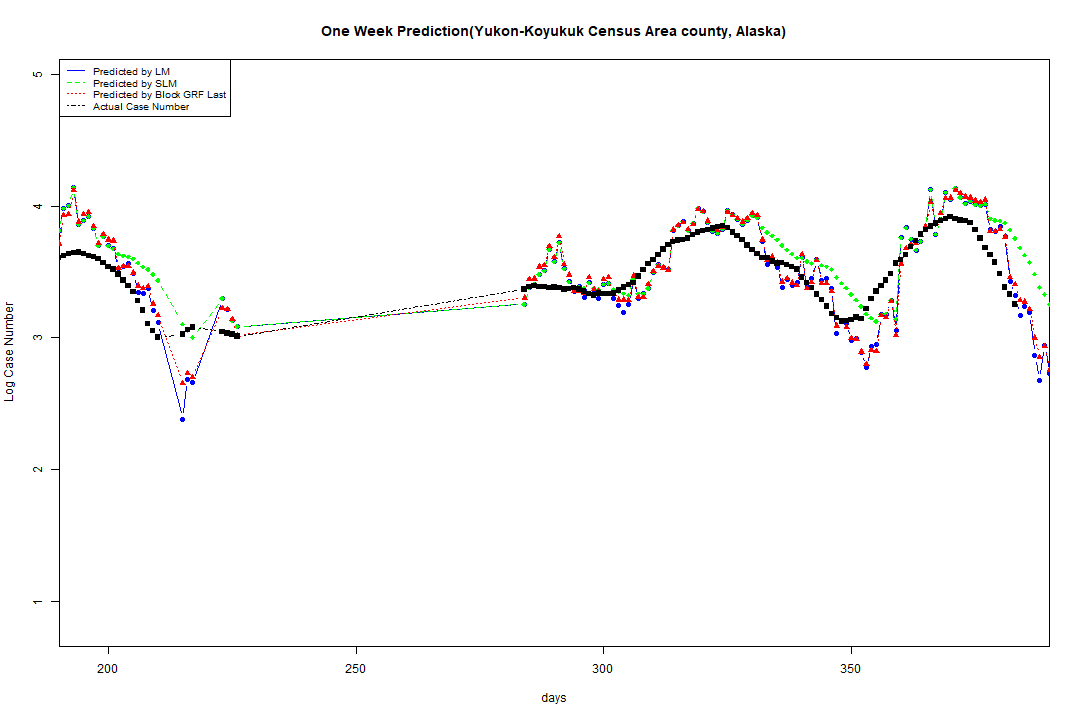 One Week Prediction(Yukon-Koyukuk Census Area county, Alaska)
Predicted by LM
Predicted by SLM
Predicted by Block GRF Last
Actual Case Number
5
4
3
2
1
Log Case Number
200
250
300
350
days